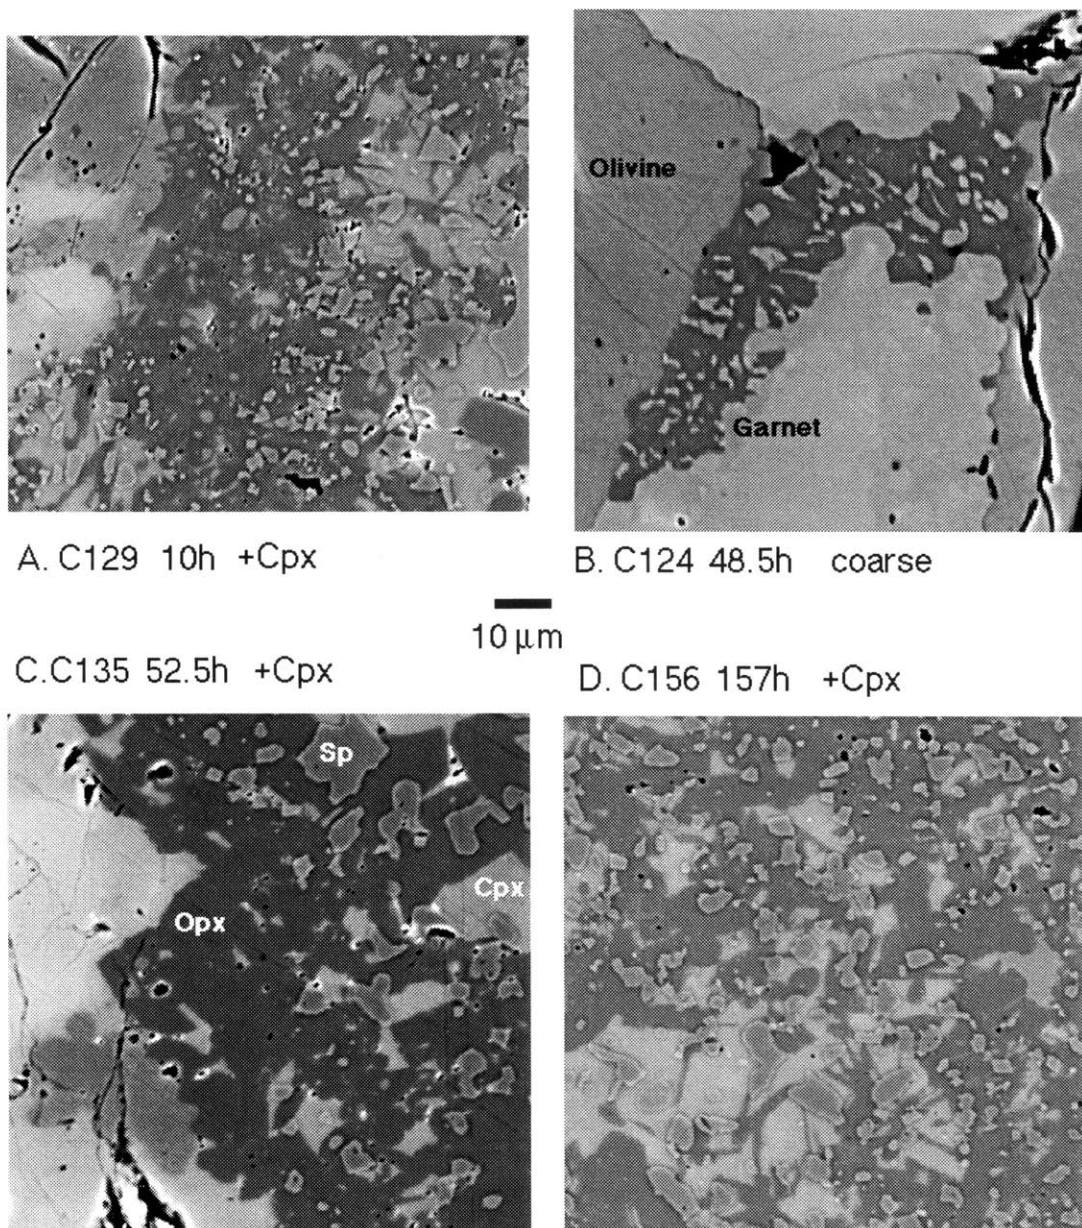 Olivine
Garnet
A. C129 10h +Cpx
B. C124 48.5h coarse
10 µm
C.C135 52.5h +Cpx
D. C156 157h +Cpx
Sp
Cpx
Opx